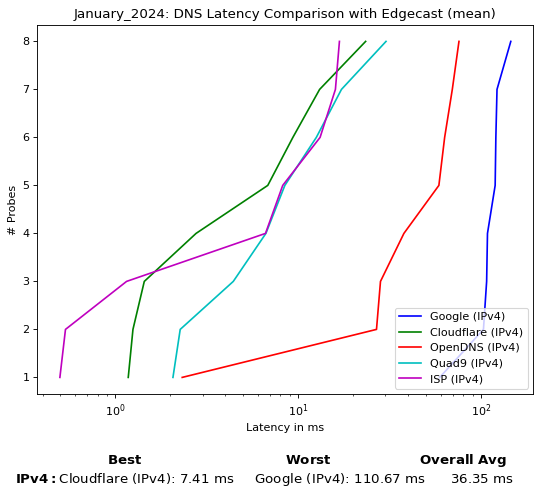 January_2024: DNS Latency Comparison with Edgecast (mean)
# Probes
8
7
6
5
4
3
2
1
Google (IPv4)
Cloudflare (IPv4)
OpenDNS (IPv4)
Quad9 (IPv4)
ISP (IPv4)
10⁰ 10¹ 10²
Latency in ms
Best Worst Overall Avg
IPv4: Cloudflare (IPv4): 7.41 ms Google (IPv4): 110.67 ms 36.35 ms